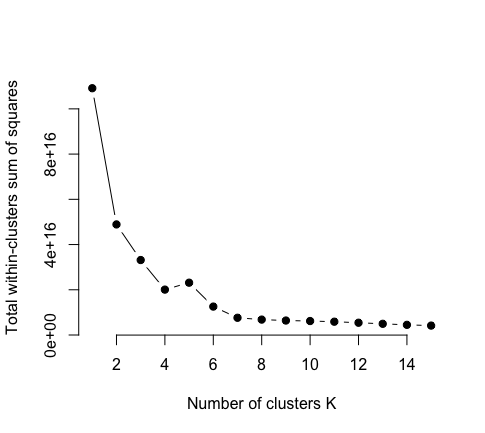 Total within-clusters sum of squares
8e+16
4e+16
0e+00
2 4 6 8 10 12 14
Number of clusters K